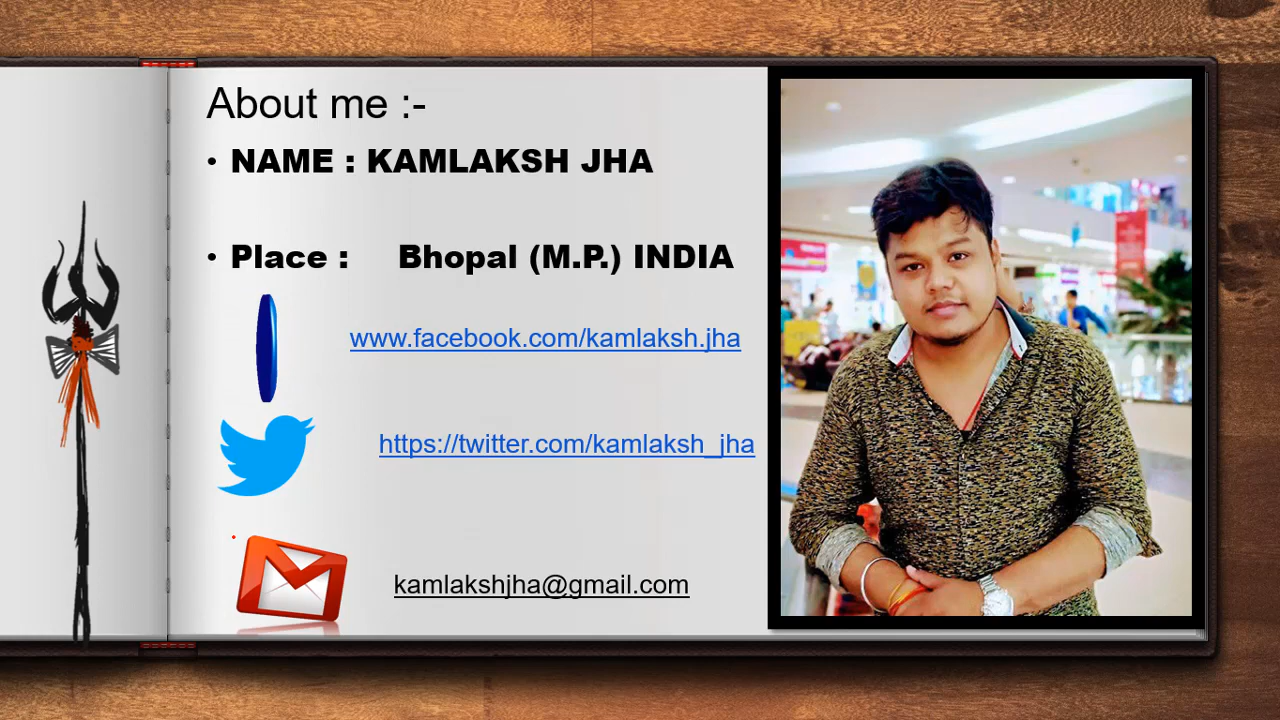 About me :-
• NAME : KAMLAKSH JHA
• Place : Bhopal (M.P.) INDIA
www.facebook.com/kamlaksh.jha
https://twitter.com/kamlaksh_jha
kamlakshjha@gmail.com